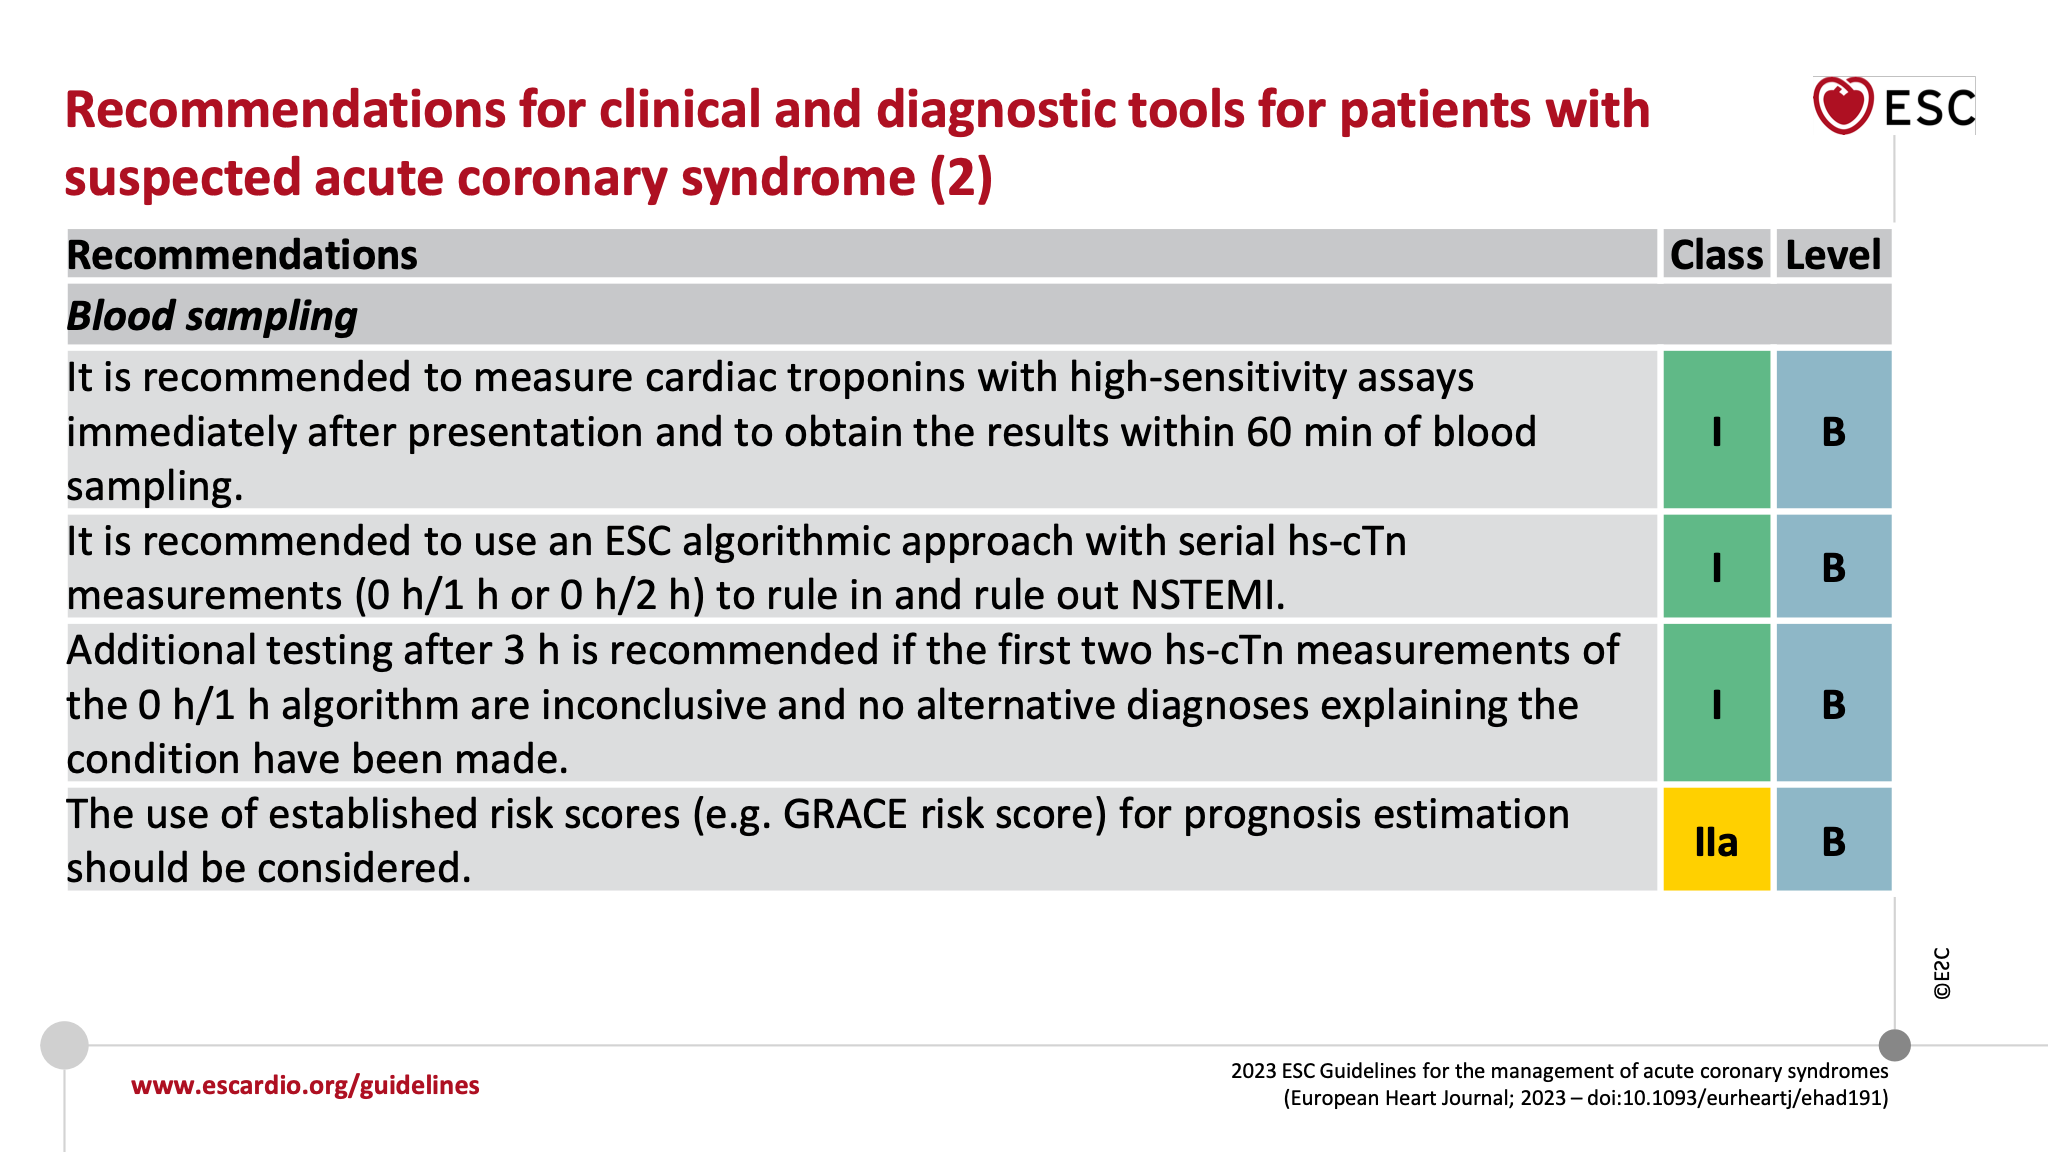 Recommendations for clinical and diagnostic tools for patients with
suspected acute coronary syndrome (2)
ESC
Recommendations Class Level
Blood sampling
It is recommended to measure cardiac troponins with high-sensitivity assays
immediately after presentation and to obtain the results within 60 min of blood
sampling.
I B
It is recommended to use an ESC algorithmic approach with serial hs-cTn
measurements (0 h/1 h or 0 h/2 h) to rule in and rule out NSTEMI.
I B
Additional testing after 3 h is recommended if the first two hs-cTn measurements of
the 0 h/1 h algorithm are inconclusive and no alternative diagnoses explaining the
condition have been made.
I B
The use of established risk scores (e.g. GRACE risk score) for prognosis estimation
should be considered.
IIa B
©ESC
www.escardio.org/guidelines
2023 ESC Guidelines for the management of acute coronary syndromes
(European Heart Journal; 2023 – doi:10.1093/eurheartj/ehad191)